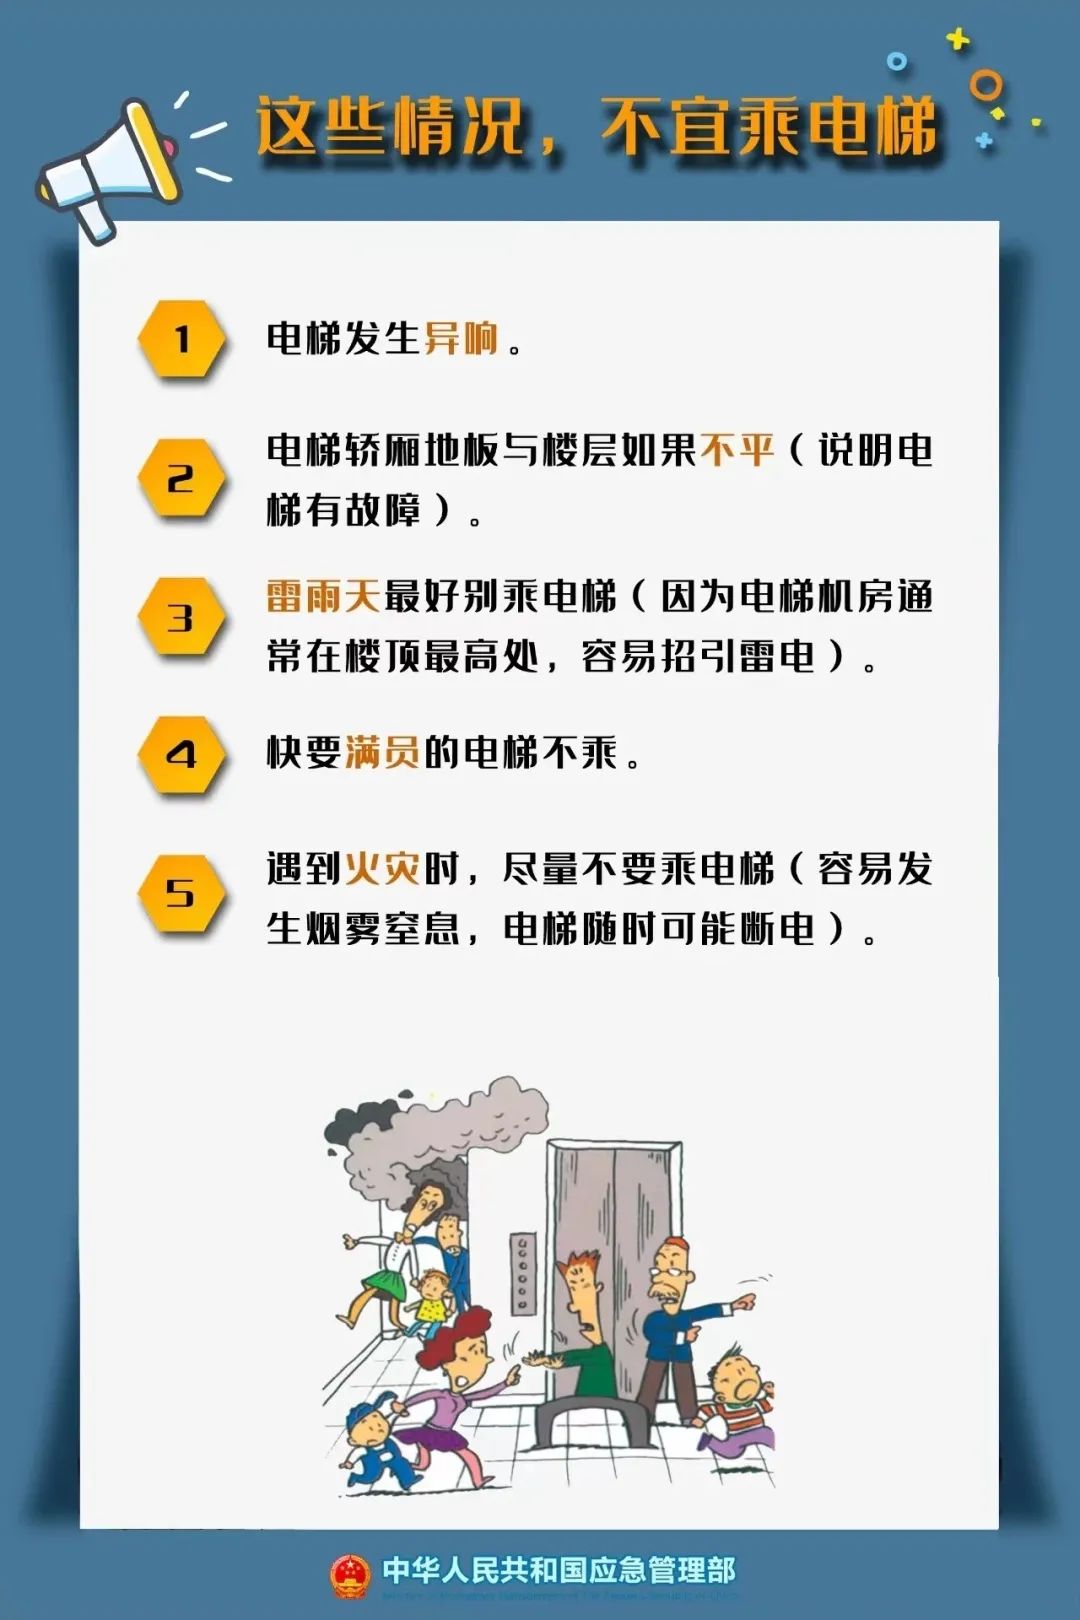 这些情况，不宜乘电梯
1
电梯发生异响。
2
电梯轿厢地板与楼层如果不平（说明电
梯有故障）。
3
雷雨天最好别乘电梯（因为电梯机房通
常在楼顶最高处，容易招引雷电）。
4
快要满员的电梯不乘。
5
遇到火灾时，尽量不要乘电梯（容易发
生烟雾窒息，电梯随时可能断电）。
中华人民共和国应急管理部